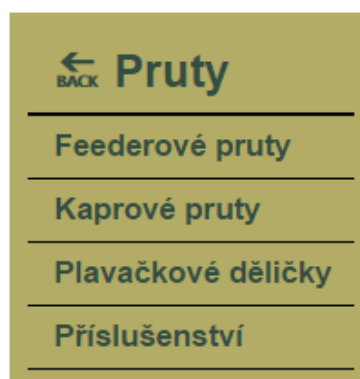 BACK Pruty
Feederové pruty
Kaprové pruty
Plavačkové děličky
Příslušenství